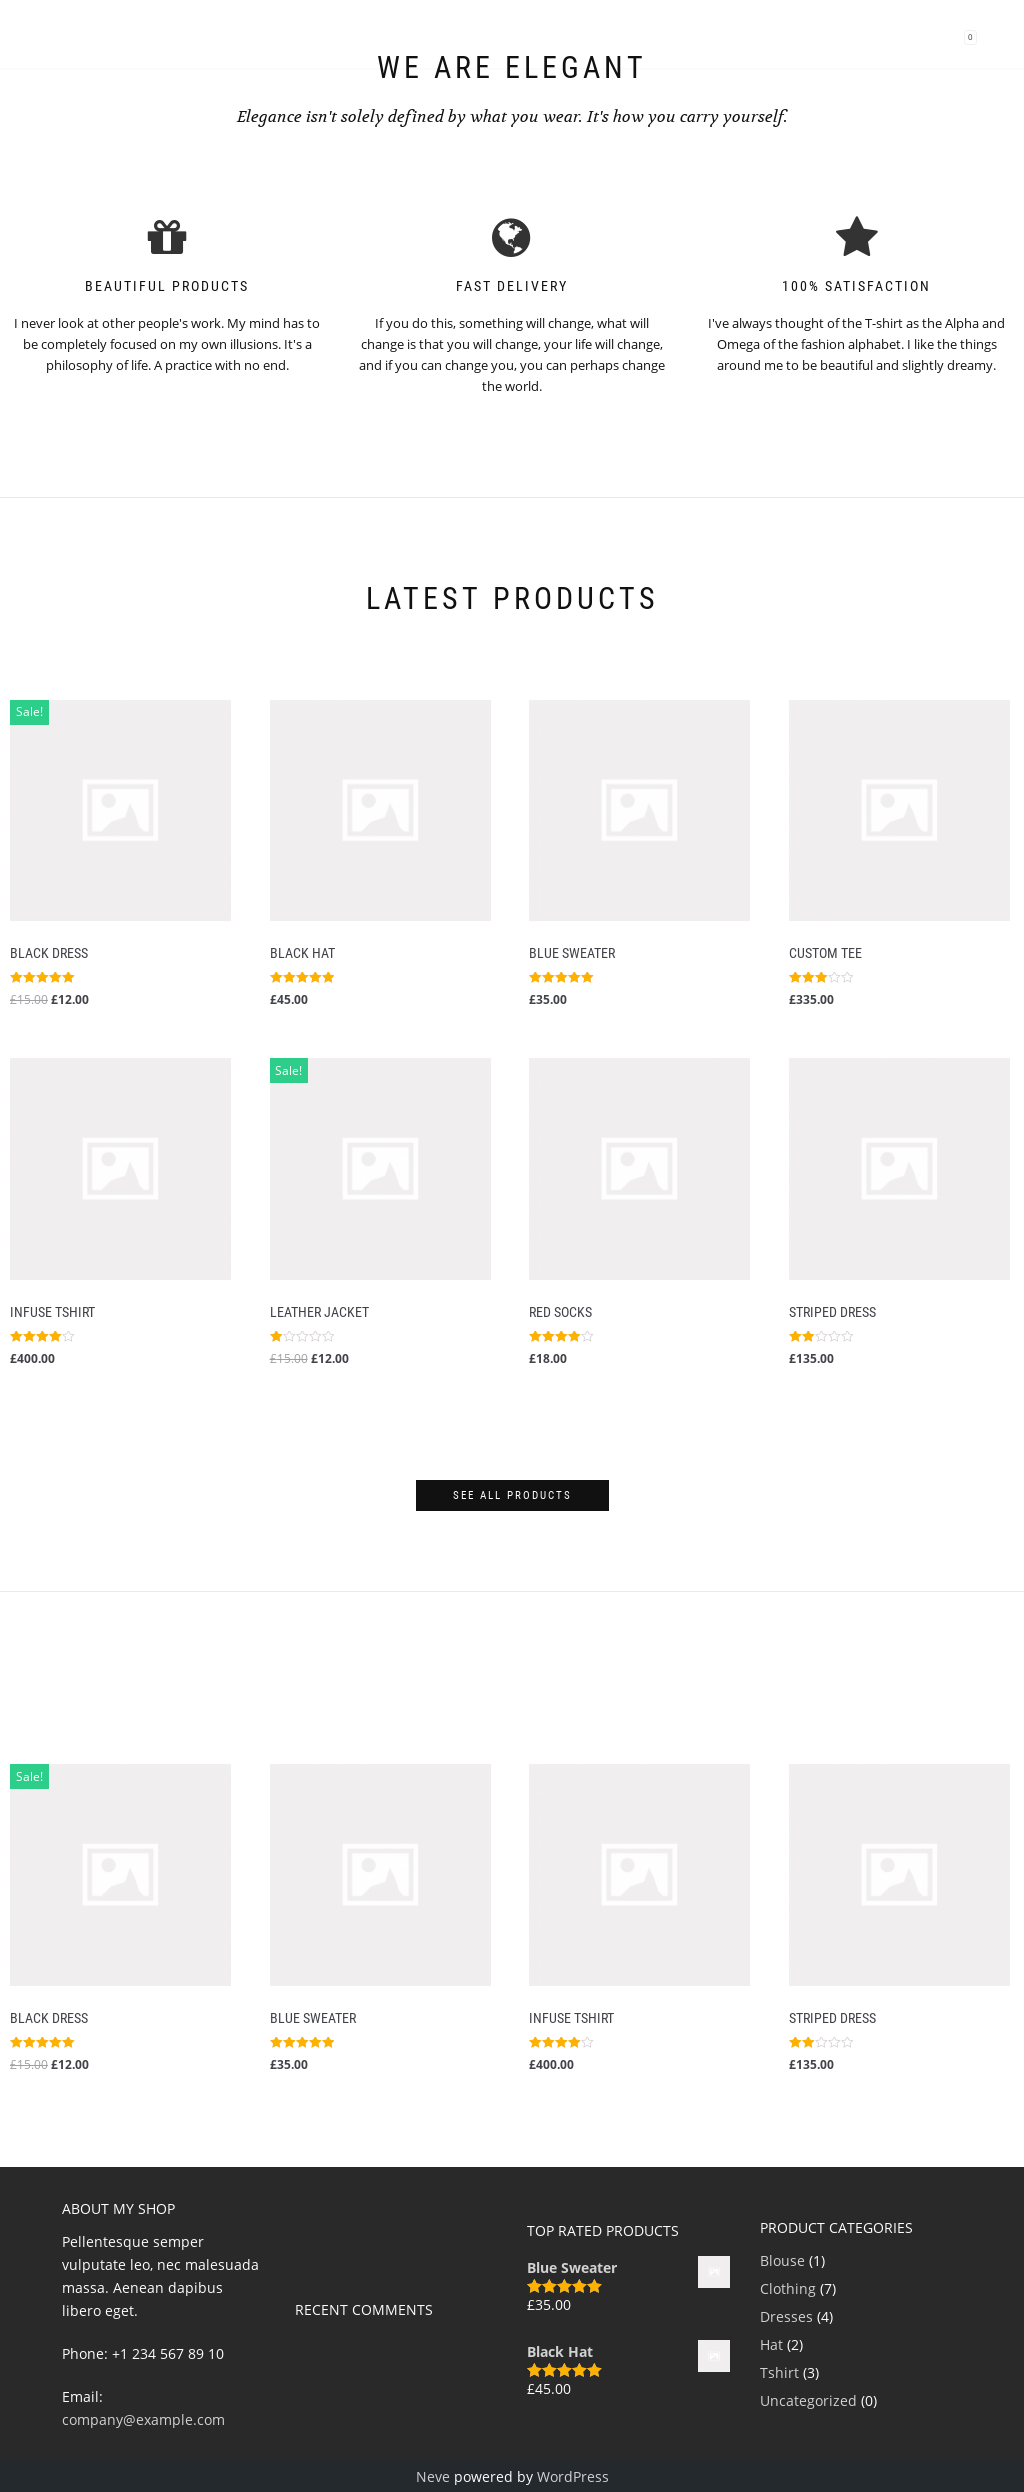 0
WE ARE ELEGANT
Elegance isn't solely defined by what you wear. It's how you carry yourself.
BEAUTIFUL PRODUCTS
I never look at other people's work. My mind has to
be completely focused on my own illusions. It's a
philosophy of life. A practice with no end.
FAST DELIVERY
If you do this, something will change, what will
change is that you will change, your life will change,
and if you can change you, you can perhaps change
the world.
100% SATISFACTION
I've always thought of the T-shirt as the Alpha and
Omega of the fashion alphabet. I like the things
around me to be beautiful and slightly dreamy.
LATEST PRODUCTS
Sale!
BLACK DRESS
£15.00 £12.00
BLACK HAT
£45.00
BLUE SWEATER
£35.00
CUSTOM TEE
£335.00
INFUSE TSHIRT
£400.00
Sale!
LEATHER JACKET
£15.00 £12.00
RED SOCKS
£18.00
STRIPED DRESS
£135.00
SEE ALL PRODUCTS
Sale!
BLACK DRESS
£15.00 £12.00
BLUE SWEATER
£35.00
INFUSE TSHIRT
£400.00
STRIPED DRESS
£135.00
ABOUT MY SHOP
Pellentesque semper
vulputate leo, nec malesuada
massa. Aenean dapibus
libero eget.
Phone: +1 234 567 89 10
Email:
company@example.com
RECENT COMMENTS
TOP RATED PRODUCTS
Blue Sweater
£35.00
Black Hat
£45.00
PRODUCT CATEGORIES
Blouse (1)
Clothing (7)
Dresses (4)
Hat (2)
Tshirt (3)
Uncategorized (0)
Neve powered by WordPress